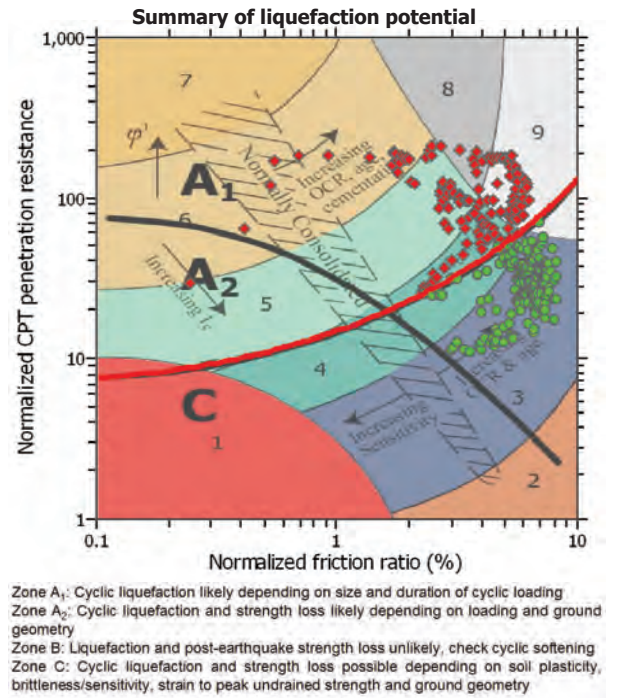 Summary of liquefaction potential
1,000
7
8
9
φ'
Increasing
OCR, age,
cementation
Normally Consolidated
A1
100
6
A2
Increasing Ic
5
10
4
C
Increasing
OCR & age
3
Increasing
Sensitivity
1
2
1
0.1
1
10
Normalized CPT penetration resistance
Normalized friction ratio (%)
Zone A1: Cyclic liquefaction likely depending on size and duration of cyclic loading
Zone A2: Cyclic liquefaction and strength loss likely depending on loading and ground
geometry
Zone B: Liquefaction and post-earthquake strength loss unlikely, check cyclic softening
Zone C: Cyclic liquefaction and strength loss possible depending on soil plasticity,
brittleness/sensitivity, strain to peak undrained strength and ground geometry